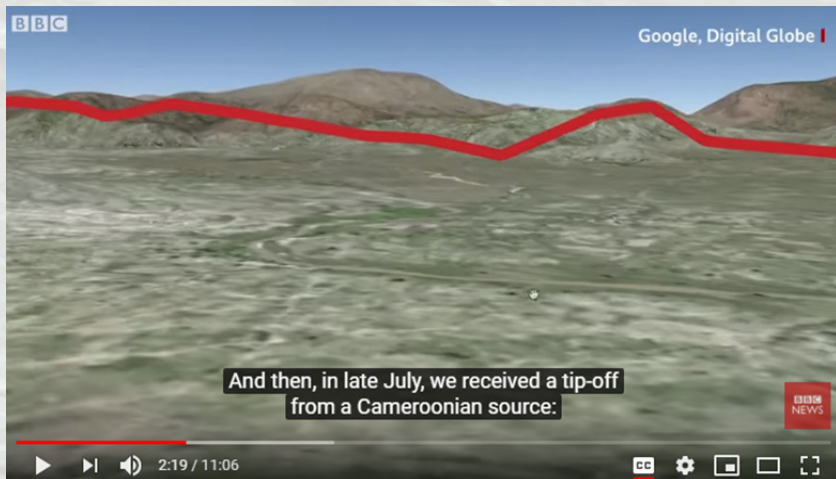 BBC
Google, Digital Globe
And then, in late July, we received a tip-off
from a Cameroonian source:
BBC
NEWS
2:19 / 11:06
CC